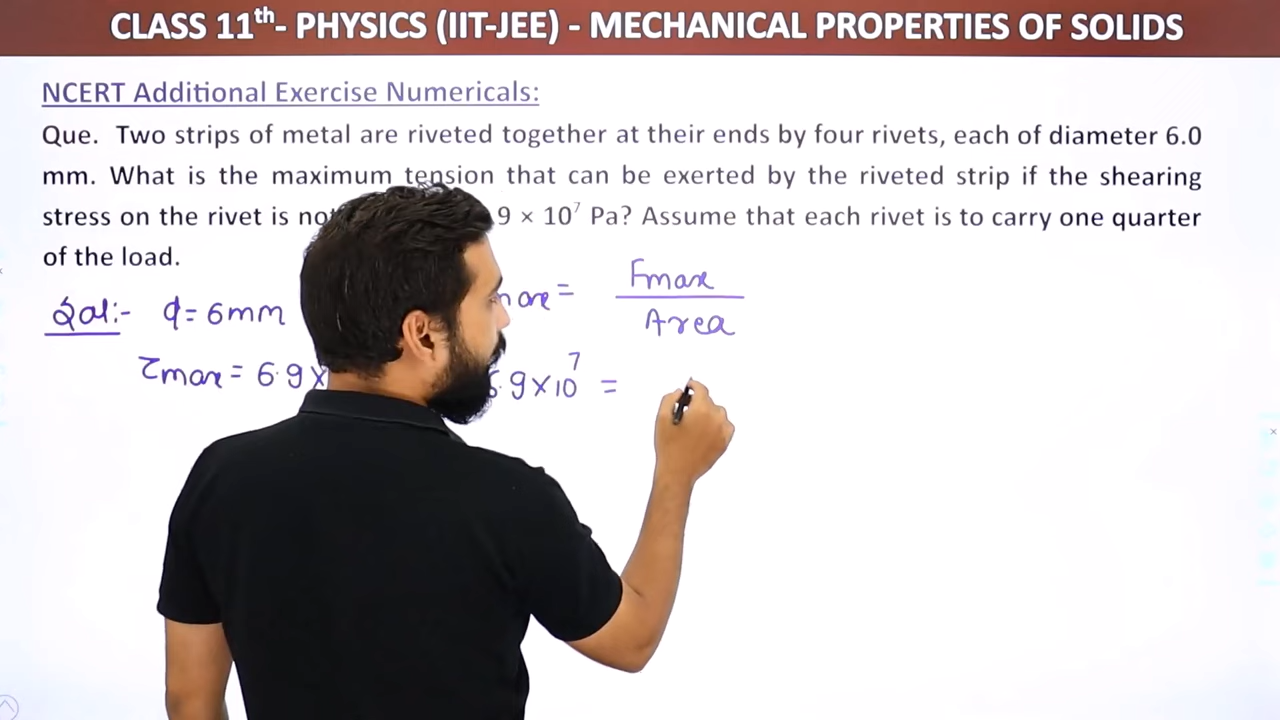 CLASS 11th- PHYSICS (IIT-JEE) - MECHANICAL PROPERTIES OF SOLIDS
NCERT Additional Exercise Numericals:
Que. Two strips of metal are riveted together at their ends by four rivets, each of diameter 6.0
mm. What is the maximum tension that can be exerted by the riveted strip if the shearing
stress on the rivet is 9 × 10⁷ Pa? Assume that each rivet is to carry one quarter
of the load.
Sol:- φ = 6mm
τmax = 6.9 ×
= Fmax
Area
.9 × 10⁷ =